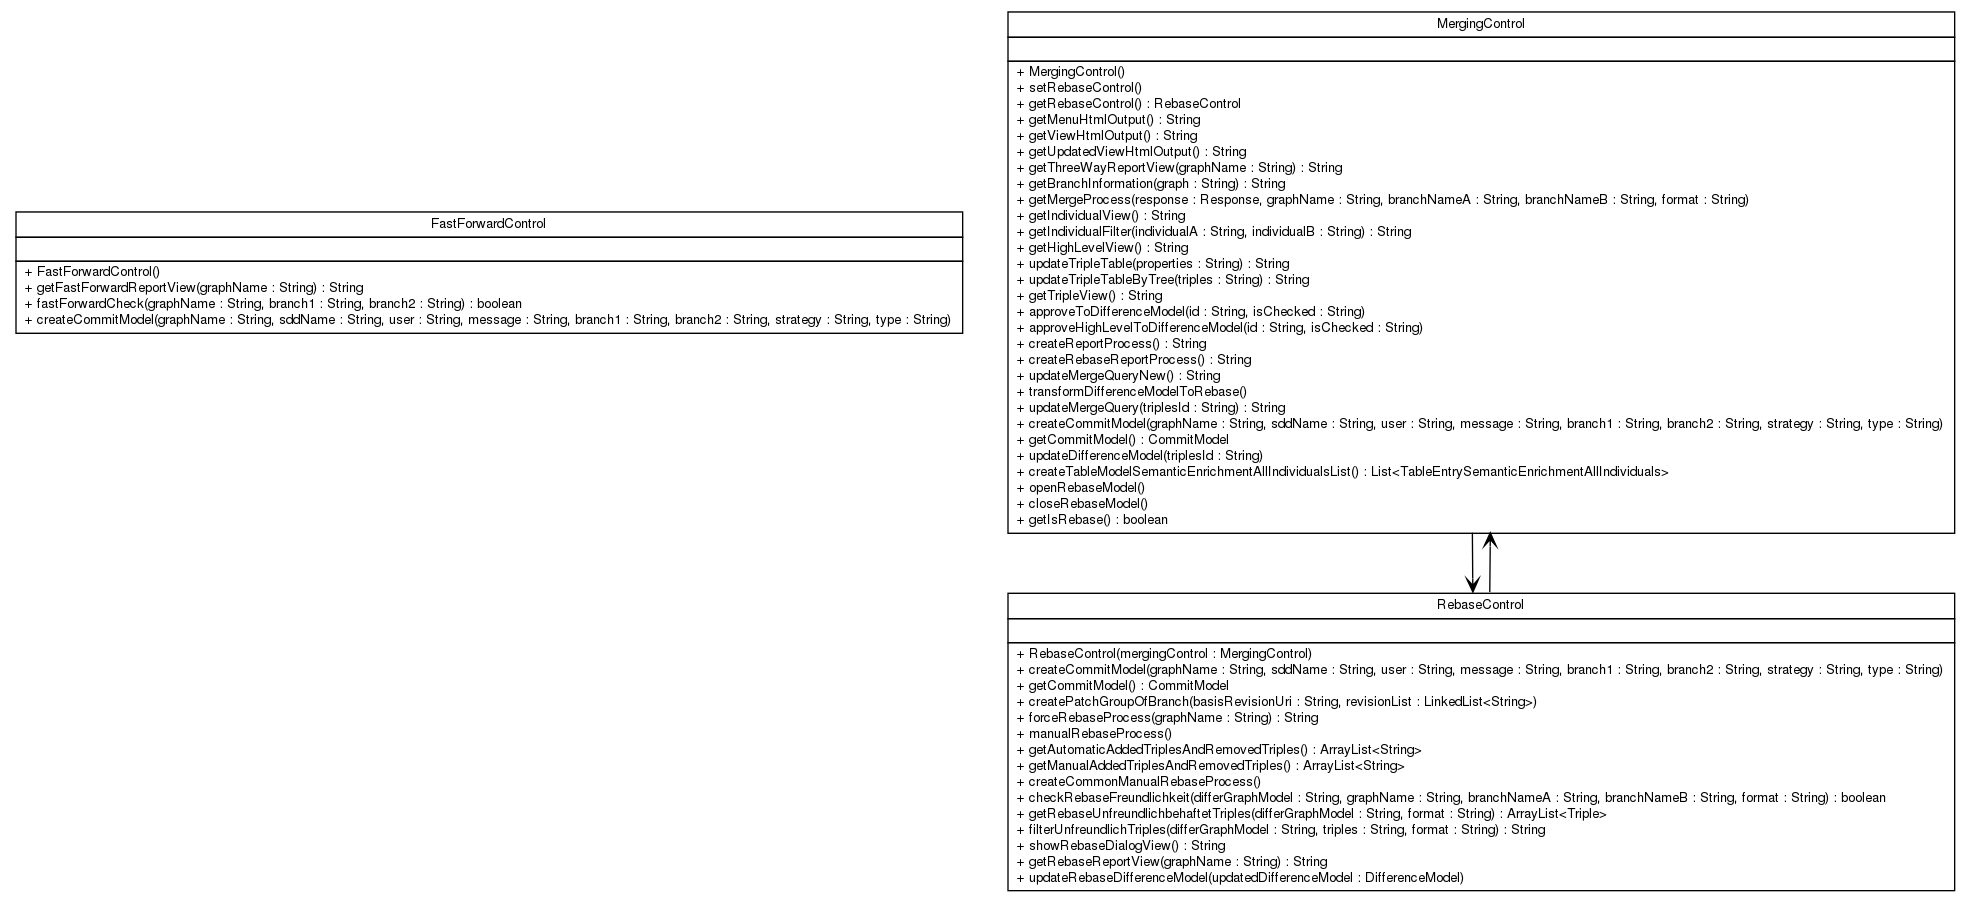 MergingControl
+ MergingControl()
+ setRebaseControl()
+ getRebaseControl() : RebaseControl
+ getMenuHtmlOutput() : String
+ getViewHtmlOutput() : String
+ getUpdatedViewHtmlOutput() : String
+ getThreeWayReportView(graphName : String) : String
+ getBranchInformation(graph : String) : String
+ getMergeProcess(response : Response, graphName : String, branchNameA : String, branchNameB : String, format : String)
+ getIndividualView() : String
+ getIndividualFilter(individualA : String, individualB : String) : String
+ getHighLevelView() : String
+ updateTripleTable(properties : String) : String
+ updateTripleTableByTree(triples : String) : String
+ getTripleView() : String
+ approveToDifferenceModel(id : String, isChecked : String)
+ approveHighLevelToDifferenceModel(id : String, isChecked : String)
+ createReportProcess() : String
+ createRebaseReportProcess() : String
+ updateMergeQueryNew() : String
+ transformDifferenceModelToRebase()
+ updateMergeQuery(triplesId : String) : String
+ createCommitModel(graphName : String, sddName : String, user : String, message : String, branch1 : String, branch2 : String, strategy : String, type : String)
+ getCommitModel() : CommitModel
+ updateDifferenceModel(triplesId : String)
+ createTableModelSemanticEnrichmentAllIndividualsList() : List<TableEntrySemanticEnrichmentAllIndividuals>
+ openRebaseModel()
+ closeRebaseModel()
+ getIsRebase() : boolean
FastForwardControl
+ FastForwardControl()
+ getFastForwardReportView(graphName : String) : String
+ fastForwardCheck(graphName : String, branch1 : String, branch2 : String) : boolean
+ createCommitModel(graphName : String, sddName : String, user : String, message : String, branch1 : String, branch2 : String, strategy : String, type : String)
RebaseControl
+ RebaseControl(mergingControl : MergingControl)
+ createCommitModel(graphName : String, sddName : String, user : String, message : String, branch1 : String, branch2 : String, strategy : String, type : String)
+ getCommitModel() : CommitModel
+ createPatchGroupOfBranch(basisRevisionUri : String, revisionList : LinkedList<String>)
+ forceRebaseProcess(graphName : String) : String
+ manualRebaseProcess()
+ getAutomaticAddedTriplesAndRemovedTriples() : ArrayList<String>
+ getManualAddedTriplesAndRemovedTriples() : ArrayList<String>
+ createCommonManualRebaseProcess()
+ checkRebaseFreundlichkeit(differGraphModel : String, graphName : String, branchNameA : String, branchNameB : String, format : String) : boolean
+ getRebaseUnfreundlichbehaftetTriples(differGraphModel : String, format : String) : ArrayList<Triple>
+ filterUnfreundlichTriples(differGraphModel : String, triples : String, format : String) : String
+ showRebaseDialogView() : String
+ getRebaseReportView(graphName : String) : String
+ updateRebaseDifferenceModel(updatedDifferenceModel : DifferenceModel)